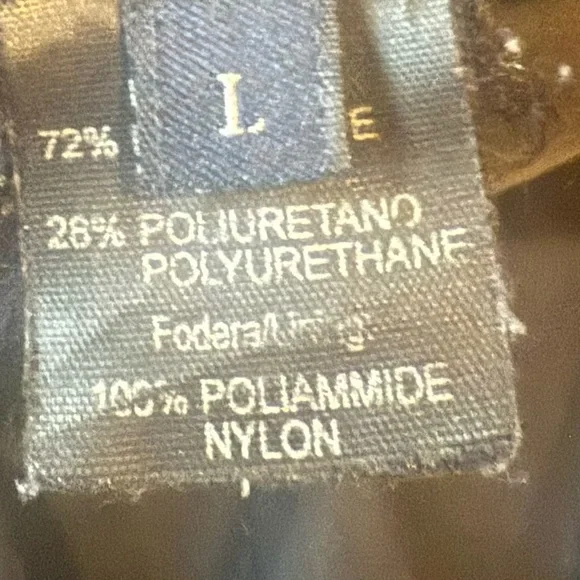 L
72% E
28% POLIURETANO
POLYURETHANE
Fodera/Lining:
100% POLIAMMIDE
NYLON